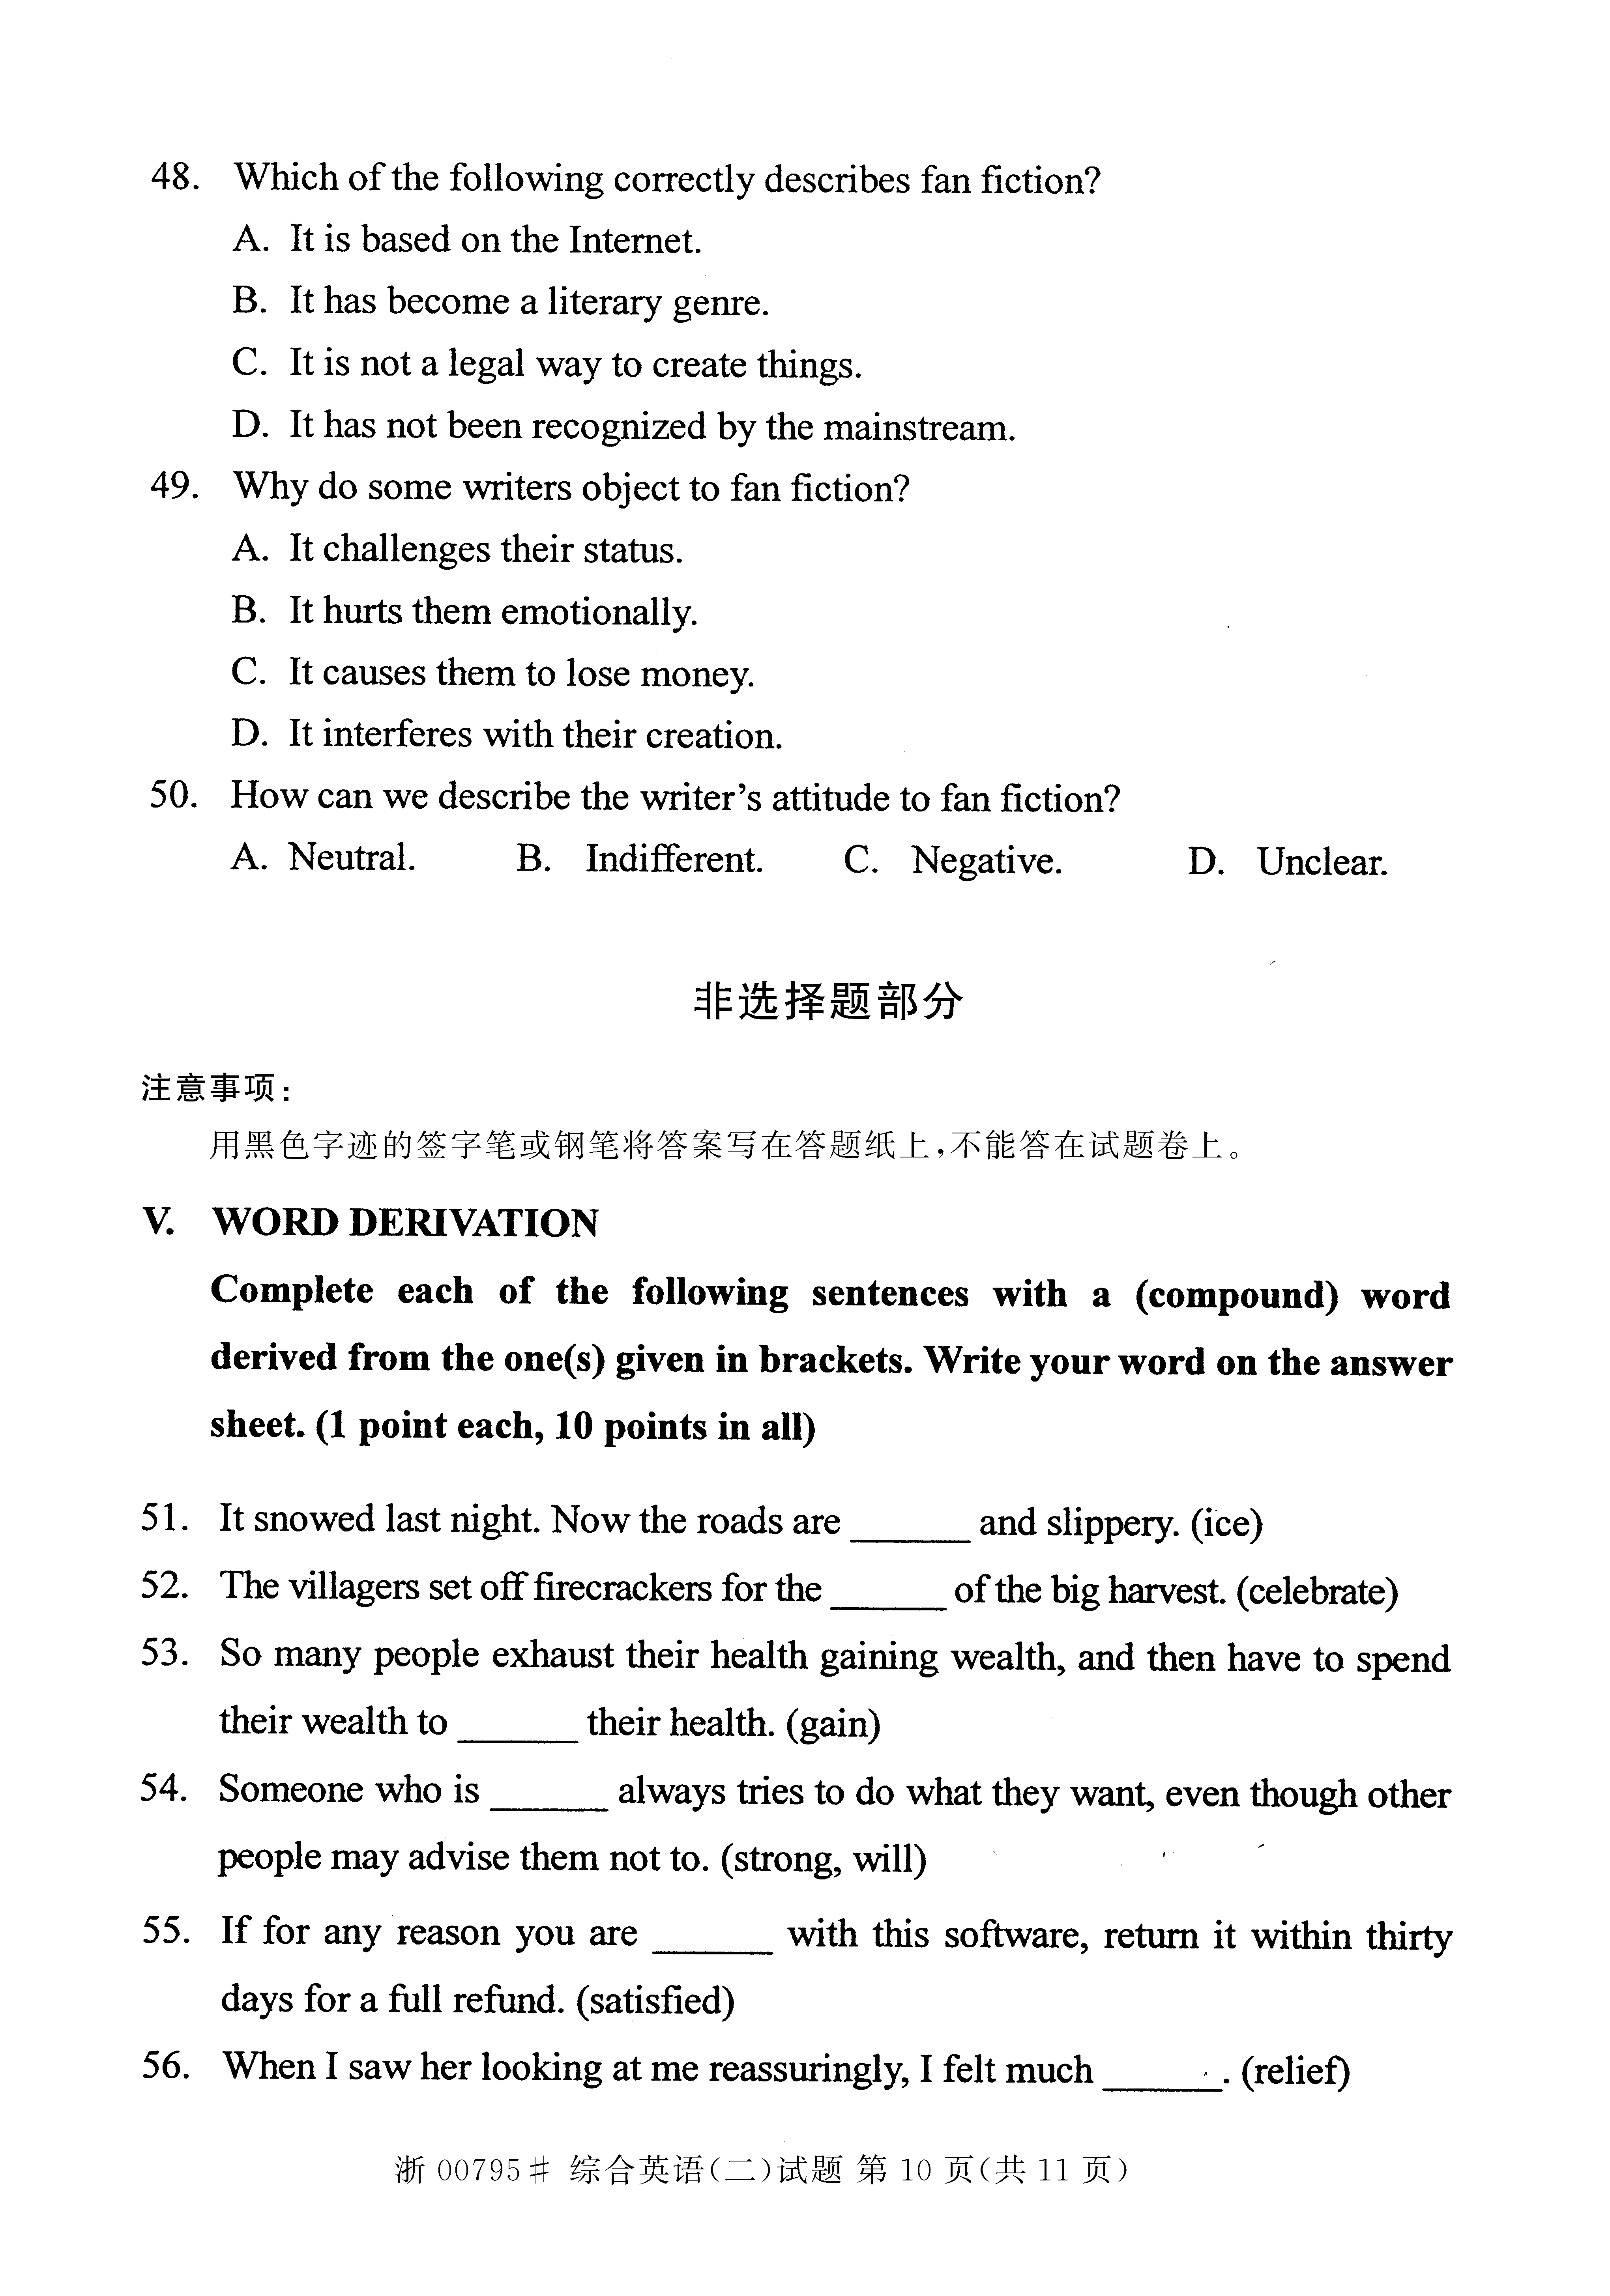 48. Which of the following correctly describes fan fiction?
A. It is based on the Internet.
B. It has become a literary genre.
C. It is not a legal way to create things.
D. It has not been recognized by the mainstream.
49. Why do some writers object to fan fiction?
A. It challenges their status.
B. It hurts them emotionally.
C. It causes them to lose money.
D. It interferes with their creation.
50. How can we describe the writer's attitude to fan fiction?
A. Neutral. B. Indifferent. C. Negative. D. Unclear.
非选择题部分
注意事项:
用黑色字迹的签字笔或钢笔将答案写在答题纸上,不能答在试题卷上。
V. WORD DERIVATION
Complete each of the following sentences with a (compound) word
derived from the one(s) given in brackets. Write your word on the answer
sheet. (1 point each, 10 points in all)
51. It snowed last night. Now the roads are ______ and slippery. (ice)
52. The villagers set off firecrackers for the ______ of the big harvest. (celebrate)
53. So many people exhaust their health gaining wealth, and then have to spend
their wealth to ______ their health. (gain)
54. Someone who is ______ always tries to do what they want, even though other
people may advise them not to. (strong, will)
55. If for any reason you are ______ with this software, return it within thirty
days for a full refund. (satisfied)
56. When I saw her looking at me reassuringly, I felt much ______. (relief)
浙 00795# 综合英语(二)试题 第 10 页(共 11 页)